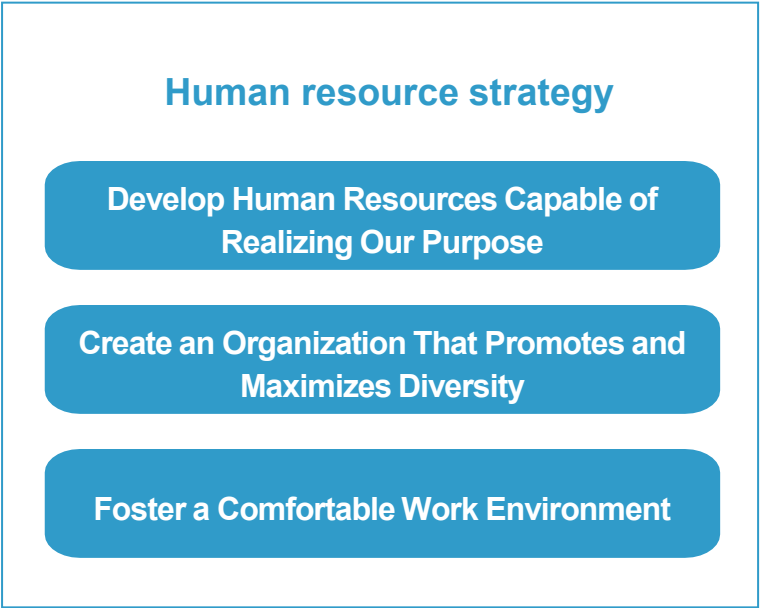 Human resource strategy
Develop Human Resources Capable of
Realizing Our Purpose
Create an Organization That Promotes and
Maximizes Diversity
Foster a Comfortable Work Environment